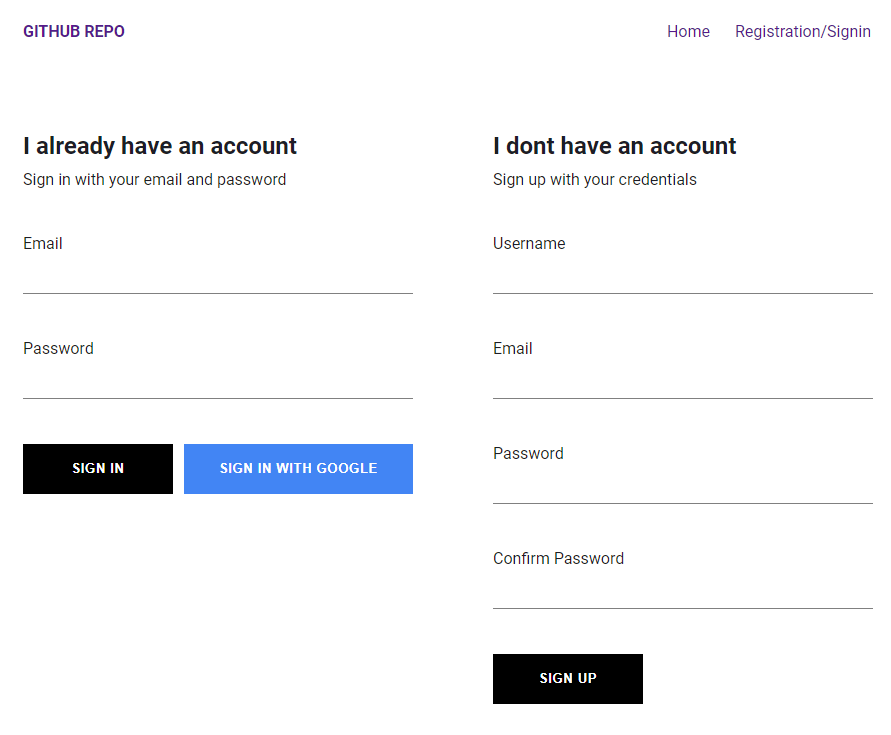 GITHUB REPO
Home
Registration/Signin
I already have an account
Sign in with your email and password
Email
Password
SIGN IN
SIGN IN WITH GOOGLE
I dont have an account
Sign up with your credentials
Username
Email
Password
Confirm Password
SIGN UP